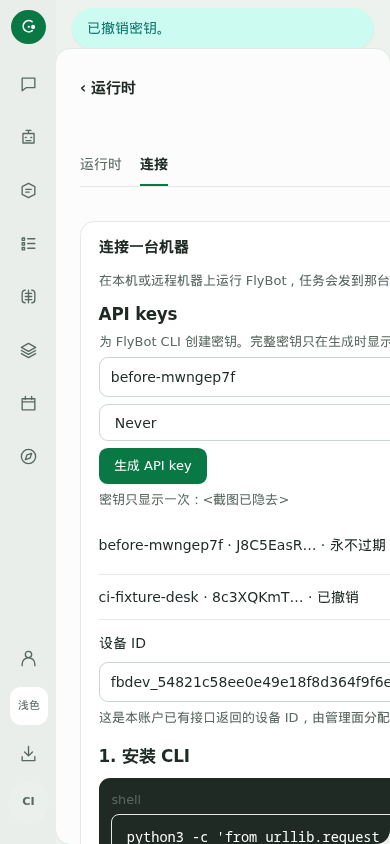 已撤销密钥。
‹ 运行时
运行时 连接
连接一台机器
在本机或远程机器上运行 FlyBot，任务会发到那台
API keys
为 FlyBot CLI 创建密钥。完整密钥只在生成时显示
before-mwngep7f
Never
生成 API key
密钥只显示一次：<截图已隐去>
before-mwngep7f · J8C5EasR... · 永不过期
ci-fixture-desk · 8c3XQKmT... · 已撤销
设备 ID
fbdev_54821c58ee0e49e18f8d364f9f6e
这是本账户已有接口返回的设备 ID，由管理面分配
浅色
1. 安装 CLI
CI
shell
python3 -c 'from urllib.request